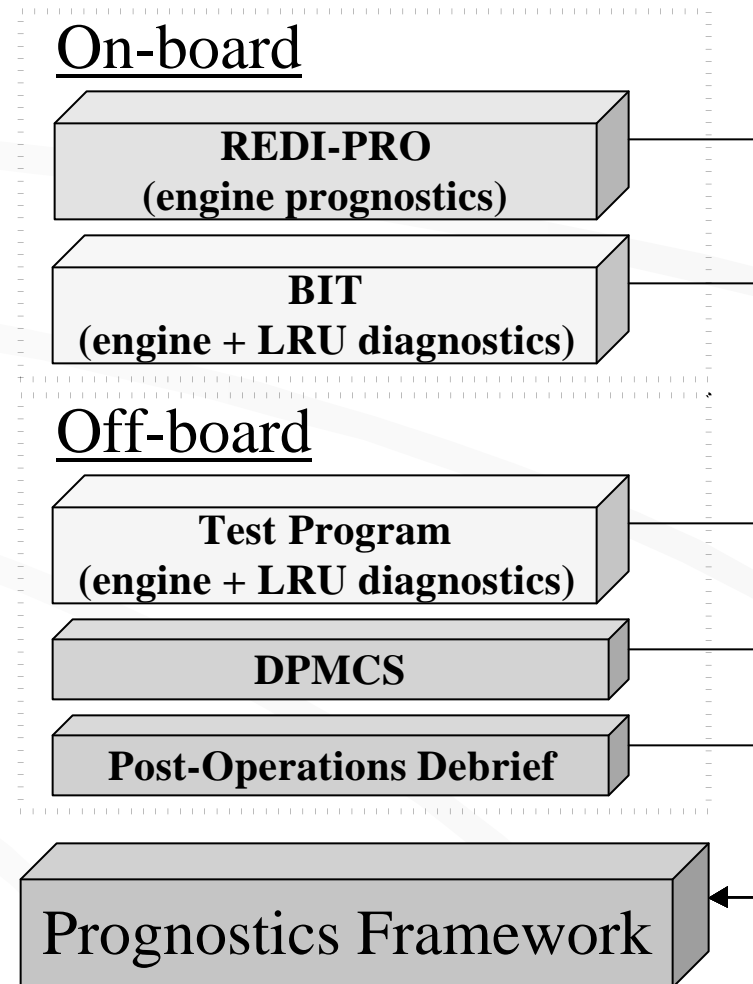 On-board
REDI-PRO
(engine prognostics)
BIT
(engine + LRU diagnostics)
Off-board
Test Program
(engine + LRU diagnostics)
DPMCS
Post-Operations Debrief
Prognostics Framework